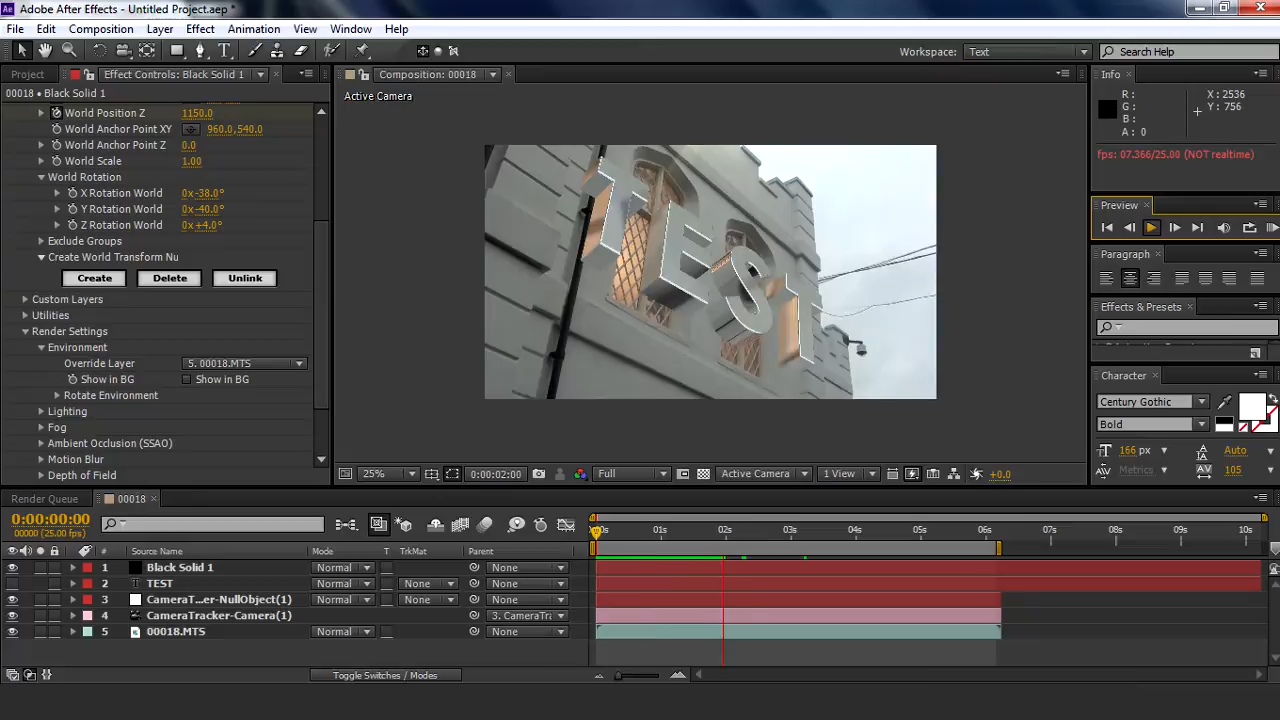 Adobe After Effects - Untitled Project.aep *
File Edit Composition Layer Effect Animation View Window Help
Workspace: Text Search Help
Project Effect Controls: Black Solid 1
00018 • Black Solid 1
World Position Z 1150.0
World Anchor Point XY 960.0,540.0
World Anchor Point Z 0.0
World Scale 1.00
World Rotation
X Rotation World 0x-38.0°
Y Rotation World 0x-40.0°
Z Rotation World 0x+4.0°
Exclude Groups
Create World Transform Nu
Create Delete Unlink
Custom Layers
Utilities
Render Settings
Environment
Override Layer 5. 00018.MTS
Show in BG Show in BG
Rotate Environment
Lighting
Fog
Ambient Occlusion (SSAO)
Motion Blur
Depth of Field
Composition: 00018
Active Camera
TEST
25% 0:00:02:00 Full Active Camera 1 View +0.0
Info
R: X: 2536
G: Y: 756
B:
A: 0
fps: 07.366/25.00 (NOT realtime)
Preview
Paragraph
Effects & Presets
Character
Century Gothic
Bold
166 px Auto
Metrics 105
Render Queue 00018
0:00:00:00
00000 (25.00 fps)
# Source Name Mode T TrkMat Parent
1 Black Solid 1 Normal None
2 TEST Normal None None
3 CameraT...er-NullObject(1) Normal None None
4 CameraTracker-Camera(1) 3. CameraTra
5 00018.MTS Normal None
01s 02s 03s 04s 05s 06s 07s 08s 09s 10s
Toggle Switches / Modes